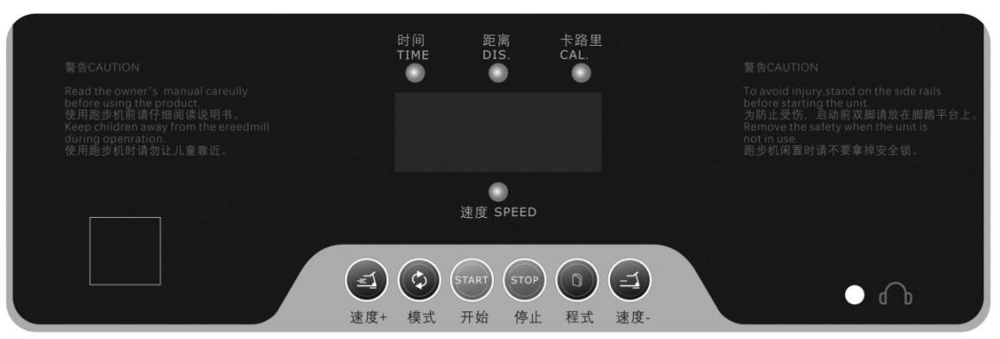 时间
TIME
距离
DIS.
卡路里
CAL.
警告CAUTION
Read the owner"s manual careully
before using the product.
使用跑步机前请仔细阅读说明书。
Keep children away from the ereedmill
during openration.
使用跑步机时请勿让儿童靠近。
警告CAUTION
To avoid injury,stand on the side rails
before starting the unit.
为防止受伤，启动前双脚请放在脚踏平台上。
Remove the safety when the unit is
not in use.
跑步机闲置时请不要拿掉安全锁。
速度 SPEED
START
STOP
速度+
模式
开始
停止
程式
速度-